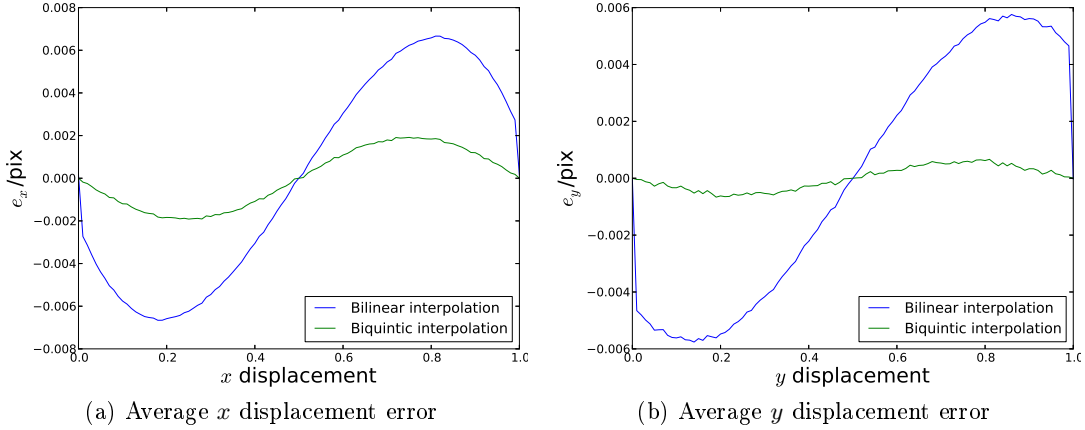 0.008
0.006
0.004
0.002
0.000
−0.002
−0.004
−0.006
−0.008
0.0
0.2
0.4
0.6
0.8
1.0
e_x/pix
x displacement
Bilinear interpolation
Biquintic interpolation
(a) Average x displacement error
0.006
0.004
0.002
0.000
−0.002
−0.004
−0.006
0.0
0.2
0.4
0.6
0.8
1.0
e_y/pix
y displacement
Bilinear interpolation
Biquintic interpolation
(b) Average y displacement error